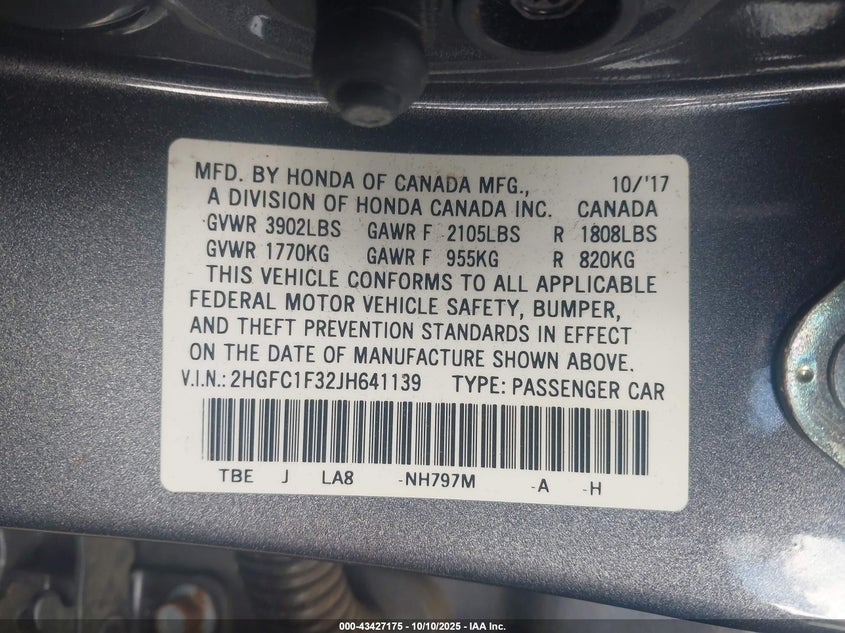 MFD. BY HONDA OF CANADA MFG., 10/'17
A DIVISION OF HONDA CANADA INC. CANADA
GVWR 3902LBS GAWR F 2105LBS R 1808LBS
GVWR 1770KG GAWR F 955KG R 820KG
THIS VEHICLE CONFORMS TO ALL APPLICABLE
FEDERAL MOTOR VEHICLE SAFETY, BUMPER,
AND THEFT PREVENTION STANDARDS IN EFFECT
ON THE DATE OF MANUFACTURE SHOWN ABOVE.
V.I.N.: 2HGFC1F32JH641139 TYPE: PASSENGER CAR
TBE J LA8 -NH797M -A -H
000-43427175 • 10/10/2025 • IAA Inc.